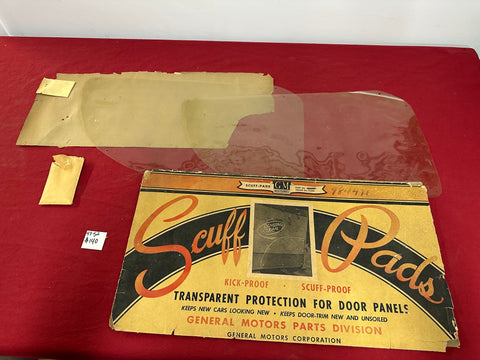 SCUFF-PADS GM
Scuff Pads
KICK-PROOF · SCUFF-PROOF
TRANSPARENT PROTECTION FOR DOOR PANELS
KEEPS NEW CARS LOOKING NEW • KEEPS DOOR-TRIM NEW AND UNSOILED
GENERAL MOTORS PARTS DIVISION
GENERAL MOTORS CORPORATION
$140